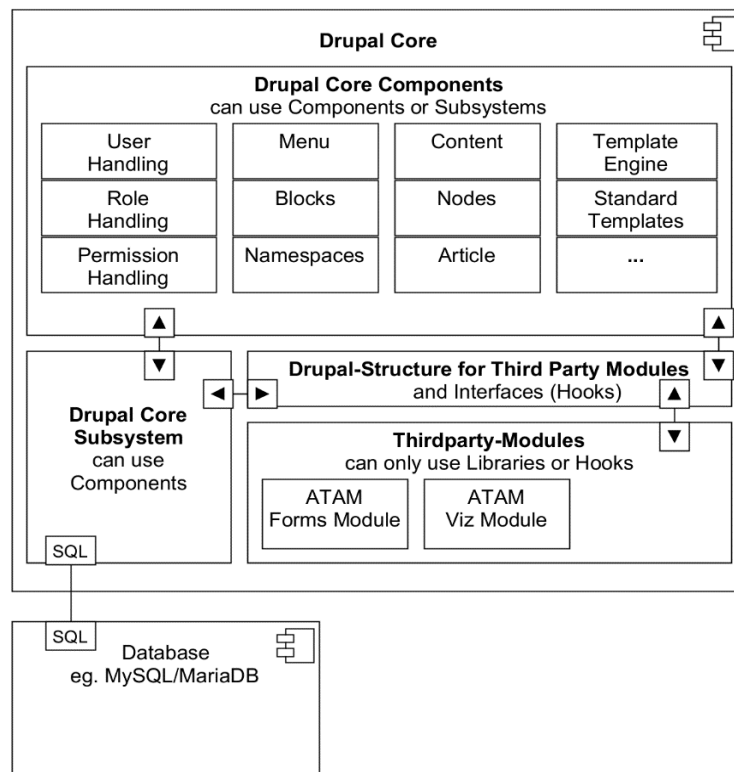 Drupal Core
Drupal Core Components
can use Components or Subsystems
User
Handling
Menu
Content
Template
Engine
Role
Handling
Blocks
Nodes
Standard
Templates
Permission
Handling
Namespaces
Article
...
Drupal Core
Subsystem
can use
Components
Drupal-Structure for Third Party Modules
and Interfaces (Hooks)
Thirdparty-Modules
can only use Libraries or Hooks
ATAM
Forms Module
ATAM
Viz Module
SQL
SQL
Database
eg. MySQL/MariaDB